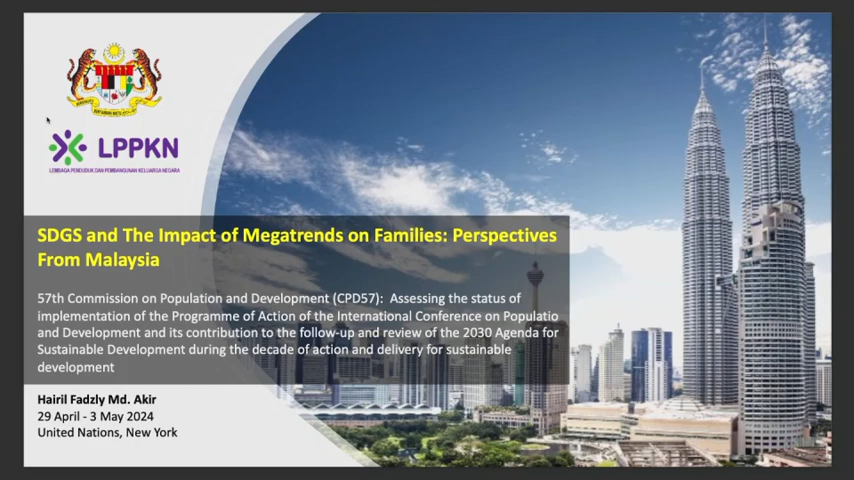 LPPKN
LEMBAGA PENDUDUK DAN PEMBANGUNAN KELUARGA NEGARA
SDGS and The Impact of Megatrends on Families: Perspectives
From Malaysia
57th Commission on Population and Development (CPD57): Assessing the status of
implementation of the Programme of Action of the International Conference on Populatio
and Development and its contribution to the follow-up and review of the 2030 Agenda for
Sustainable Development during the decade of action and delivery for sustainable
development
Hairil Fadzly Md. Akir
29 April - 3 May 2024
United Nations, New York